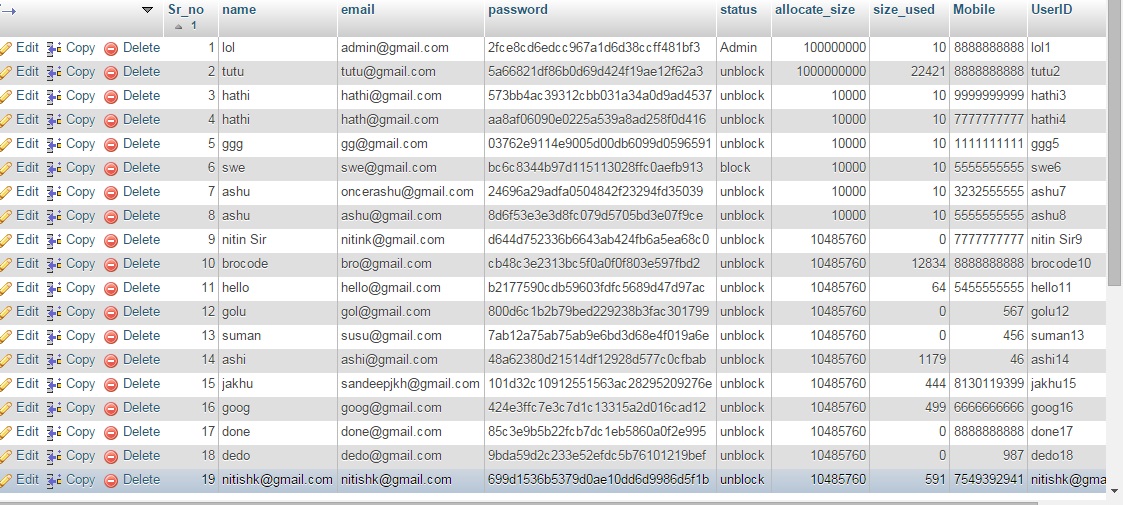 Sr_no name email password status allocate_size size_used Mobile UserID
1
Edit Copy Delete 1 lol admin@gmail.com 2fce8cd6edcc967a1d6d38ccff481bf3 Admin 100000000 10 8888888888 lol1
Edit Copy Delete 2 tutu tutu@gmail.com 5a66821df86b0d69d424f19ae12f62a3 unblock 1000000000 22421 8888888888 tutu2
Edit Copy Delete 3 hathi hathi@gmail.com 573bb4ac39312cbb031a34a0d9ad4537 unblock 10000 10 9999999999 hathi3
Edit Copy Delete 4 hathi hath@gmail.com aa8af06090e0225a539a8ad258f0d416 unblock 10000 10 7777777777 hathi4
Edit Copy Delete 5 ggg gg@gmail.com 03762e9114e9005d00db6099d0596591 unblock 10000 10 1111111111 ggg5
Edit Copy Delete 6 swe swe@gmail.com bc6c8344b97d115113028ffc0aefb913 block 10000 10 5555555555 swe6
Edit Copy Delete 7 ashu oncerashu@gmail.com 24696a29adfa0504842f23294fd35039 unblock 10000 10 3232555555 ashu7
Edit Copy Delete 8 ashu ashu@gmail.com 8d6f53e3e3d8fc079d5705bd3e07f9ce unblock 10000 10 5555555555 ashu8
Edit Copy Delete 9 nitin Sir nitink@gmail.com d644d752336b6643ab424fb6a5ea68c0 unblock 10485760 0 7777777777 nitin Sir9
Edit Copy Delete 10 brocode bro@gmail.com cb48c3e2313bc5f0a0f0f803e597fbd2 unblock 10485760 12834 8888888888 brocode10
Edit Copy Delete 11 hello hello@gmail.com b2177590cdb59603fdfc5689d47d97ac unblock 10485760 64 5455555555 hello11
Edit Copy Delete 12 golu gol@gmail.com 800d6c1b2b79bed229238b3fac301799 unblock 10485760 0 567 golu12
Edit Copy Delete 13 suman susu@gmail.com 7ab12a75ab75ab9e6bd3d68e4f019a6e unblock 10485760 0 456 suman13
Edit Copy Delete 14 ashi ashi@gmail.com 48a62380d21514df12928d577c0cfbab unblock 10485760 1179 46 ashi14
Edit Copy Delete 15 jakhu sandeepjkh@gmail.com 101d32c10912551563ac28295209276e unblock 10485760 444 8130119399 jakhu15
Edit Copy Delete 16 goog goog@gmail.com 424e3ffc7e3c7d1c13315a2d016cad12 unblock 10485760 499 6666666666 goog16
Edit Copy Delete 17 done done@gmail.com 85c3e9b5b22fcb7dc1eb5860a0f2e995 unblock 10485760 0 8888888888 done17
Edit Copy Delete 18 dedo dedo@gmail.com 9bda59d2c233e52efdc5b76101219bef unblock 10485760 0 987 dedo18
Edit Copy Delete 19 nitishk@gmail.com nitishk@gmail.com 699d1536b5379d0ae10dd6d9986d5f1b unblock 10485760 591 7549392941 nitishk@gma